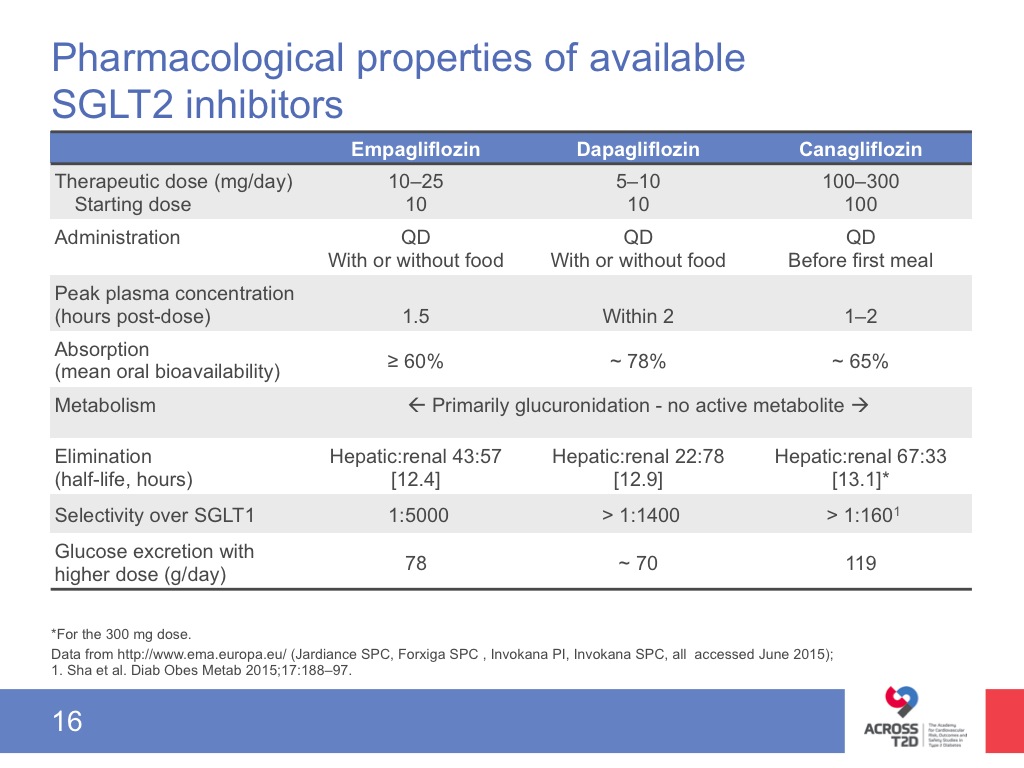 Pharmacological properties of available
SGLT2 inhibitors
Empagliflozin Dapagliflozin Canagliflozin
Therapeutic dose (mg/day) 10–25 5–10 100–300
Starting dose 10 10 100
Administration QD QD QD
With or without food With or without food Before first meal
Peak plasma concentration
(hours post-dose) 1.5 Within 2 1–2
Absorption
(mean oral bioavailability) ≥ 60% ~ 78% ~ 65%
Metabolism ← Primarily glucuronidation - no active metabolite →
Elimination Hepatic:renal 43:57 Hepatic:renal 22:78 Hepatic:renal 67:33
(half-life, hours) [12.4] [12.9] [13.1]*
Selectivity over SGLT1 1:5000 > 1:1400 > 1:160¹
Glucose excretion with
higher dose (g/day) 78 ~ 70 119
*For the 300 mg dose.
Data from http://www.ema.europa.eu/ (Jardiance SPC, Forxiga SPC , Invokana PI, Invokana SPC, all accessed June 2015);
1. Sha et al. Diab Obes Metab 2015;17:188–97.
16
ACROSS
T2D
The Academy
for Cardiovascular
Risk, Outcomes and
Safety Studies in
Type 2 Diabetes